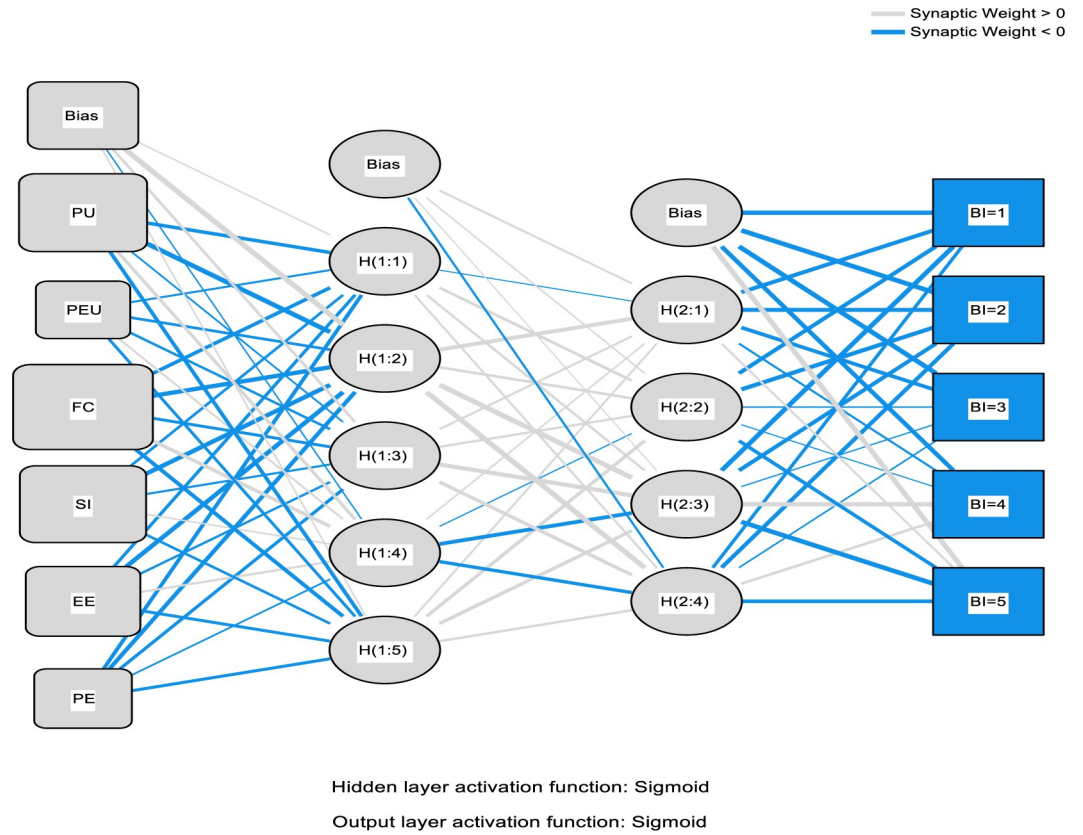 Synaptic Weight > 0
Synaptic Weight < 0
Bias
PU
PEU
FC
SI
EE
PE
Bias
H(1:1)
H(1:2)
H(1:3)
H(1:4)
H(1:5)
Bias
H(2:1)
H(2:2)
H(2:3)
H(2:4)
BI=1
BI=2
BI=3
BI=4
BI=5
Hidden layer activation function: Sigmoid
Output layer activation function: Sigmoid